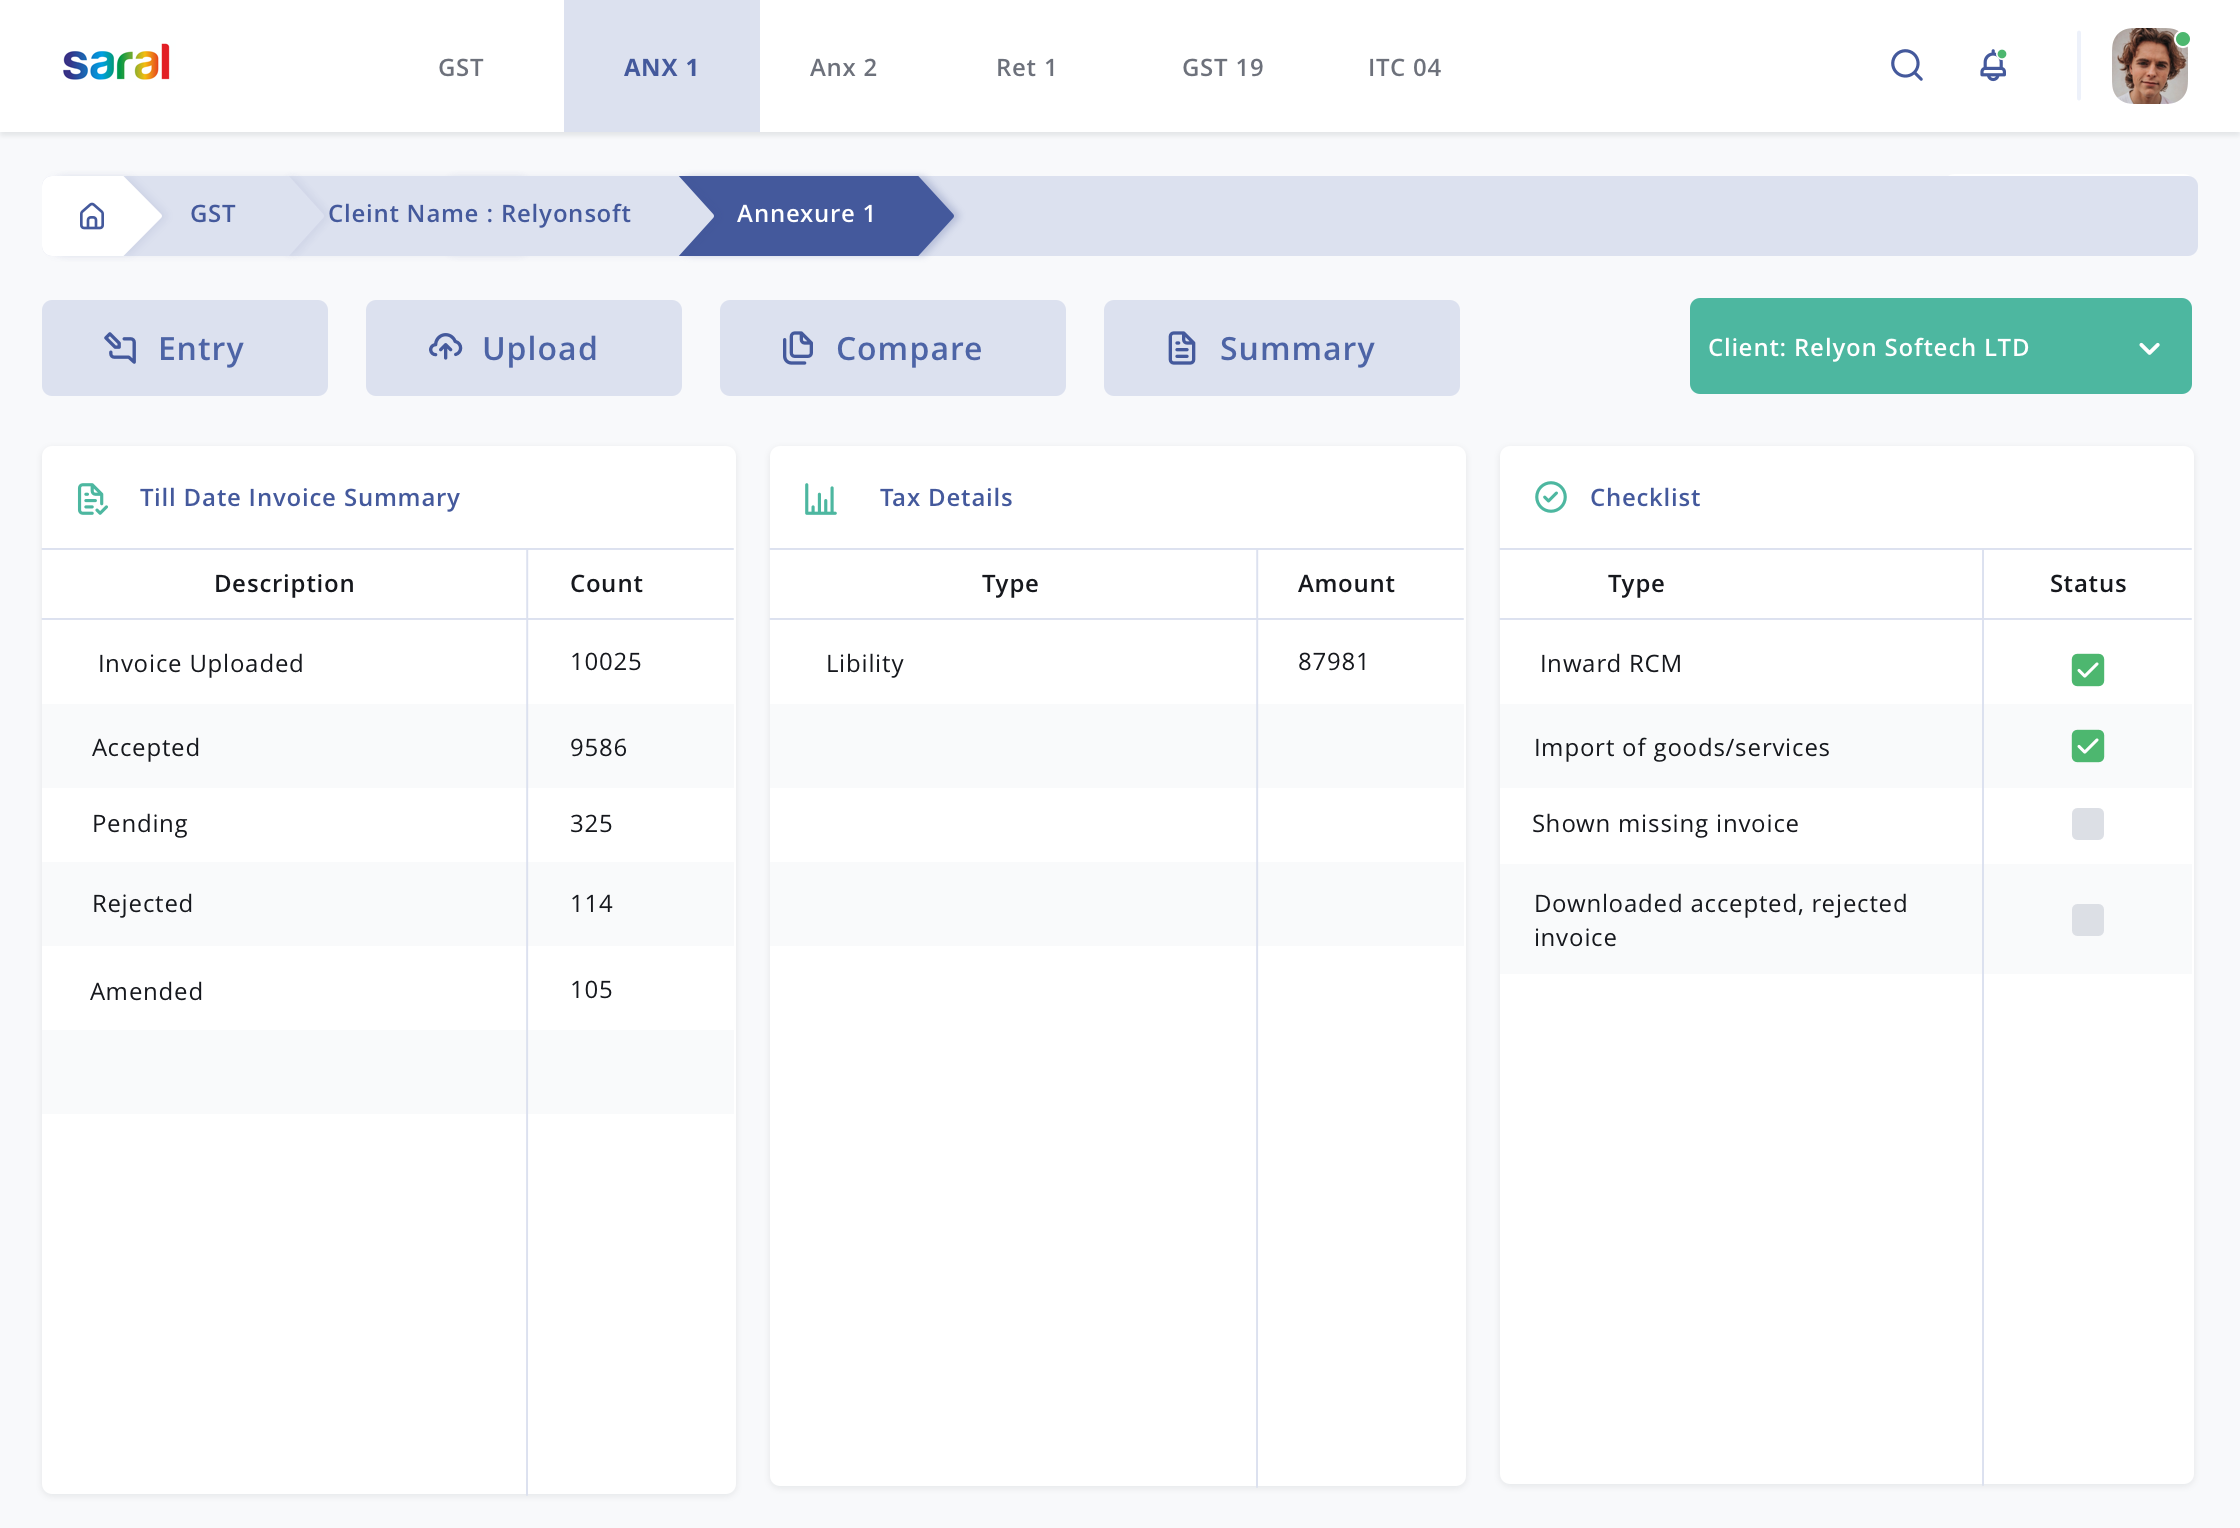 saral
GST
ANX 1
Anx 2
Ret 1
GST 19
ITC 04
GST
Cleint Name : Relyonsoft
Annexure 1
Entry
Upload
Compare
Summary
Client: Relyon Softech LTD
Till Date Invoice Summary
Description Count
Invoice Uploaded 10025
Accepted 9586
Pending 325
Rejected 114
Amended 105
Tax Details
Type Amount
Libility 87981
Checklist
Type Status
Inward RCM
Import of goods/services
Shown missing invoice
Downloaded accepted, rejected
invoice